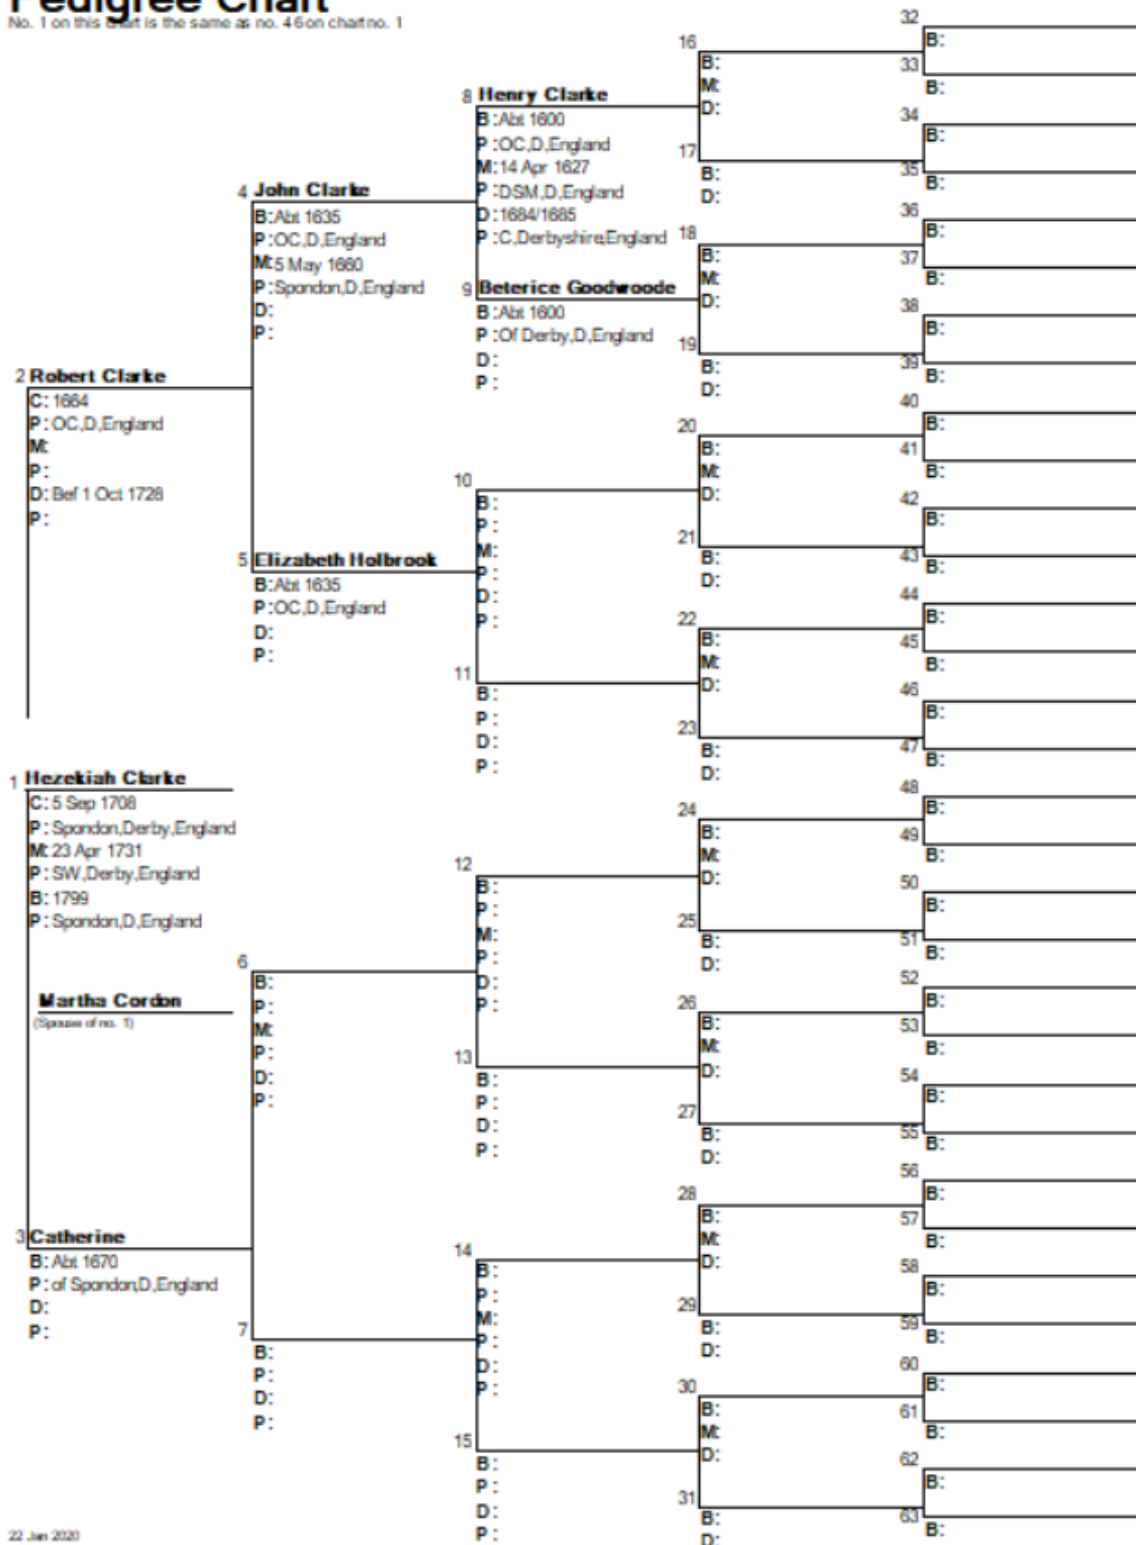 Pedigree Chart
No. 1 on this chart is the same as no. 46 on chart no. 1
2 Robert Clarke
C: 1664
P: OC,D,England
M:
P:
D: Bef 1 Oct 1728
P:
1 Hezekiah Clarke
C: 5 Sep 1708
P: Spondon,Derby,England
M: 23 Apr 1731
P: SW,Derby,England
B: 1799
P: Spondon,D,England
Martha Cordon
(Spouse of no. 1)
3 Catherine
B: Abt 1670
P: of Spondon,D,England
D:
P:
22 Jan 2020
4 John Clarke
B: Abt 1635
P: OC,D,England
M: 5 May 1660
P: Spondon,D,England
D:
P:
5 Elizabeth Holbrook
B: Abt 1635
P: OC,D,England
D:
P:
6
B:
P:
M:
P:
D:
P:
7
B:
P:
D:
P:
8 Henry Clarke
B: Abt 1600
P: OC,D,England
M: 14 Apr 1627
P: DSM,D,England
D: 1684/1685
P: C,Derbyshire,England
9 Beterice Goodwoode
B: Abt 1600
P: Of Derby,D,England
D:
P:
10
B:
P:
M:
P:
D:
P:
11
B:
P:
D:
P:
12
B:
P:
M:
P:
D:
P:
13
B:
P:
D:
P:
14
B:
P:
M:
P:
D:
P:
15
B:
P:
D:
P:
16
B:
M:
D:
17
B:
D:
18
B:
M:
D:
19
B:
D:
20
B:
M:
D:
21
B:
D:
22
B:
M:
D:
23
B:
D:
24
B:
M:
D:
25
B:
D:
26
B:
M:
D:
27
B:
D:
28
B:
M:
D:
29
B:
D:
30
B:
M:
D:
31
B:
D:
32
B:
33
B:
34
B:
35
B:
36
B:
37
B:
38
B:
39
B:
40
B:
41
B:
42
B:
43
B:
44
B:
45
B:
46
B:
47
B:
48
B:
49
B:
50
B:
51
B:
52
B:
53
B:
54
B:
55
B:
56
B:
57
B:
58
B:
59
B:
60
B:
61
B:
62
B:
63
B: